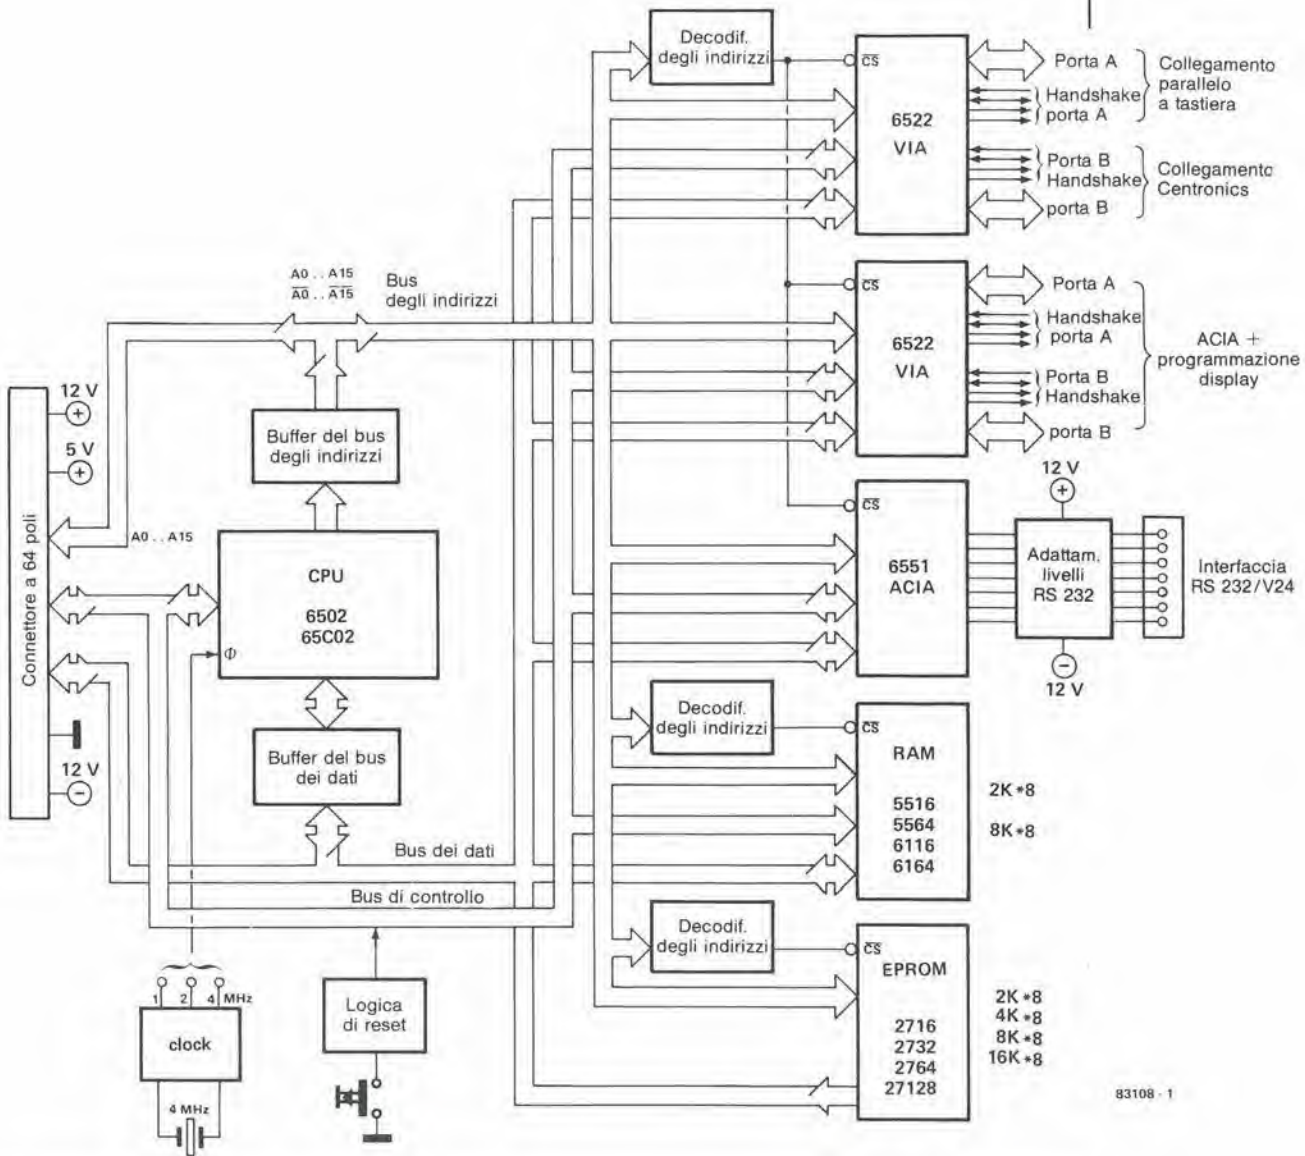 Decodif.
degli indirizzi
CS
6522
VIA
Porta A
Handshake
porta A
Collegamento
parallelo
a tastiera
Porta B
Handshake
porta B
Collegamento
Centronics
A0 . . A15
A0 . . A15
Bus
degli indirizzi
CS
6522
VIA
Porta A
Handshake
porta A
Porta B
Handshake
porta B
ACIA +
programmazione
display
Connettore a 64 poli
12 V
+
5 V
+
A0 . . A15
12 V
−
Buffer del bus
degli indirizzi
CPU
6502
65C02
Φ
Buffer del bus
dei dati
Bus dei dati
Bus di controllo
CS
6551
ACIA
12 V
+
Adattam.
livelli
RS 232
−
12 V
Interfaccia
RS 232/V24
Decodif.
degli indirizzi
CS
RAM
5516
5564
6116
6164
2K *8
8K *8
Decodif.
degli indirizzi
CS
EPROM
2716
2732
2764
27128
2K *8
4K *8
8K *8
16K *8
1 2 4 MHz
clock
4 MHz
Logica
di reset
83108 - 1